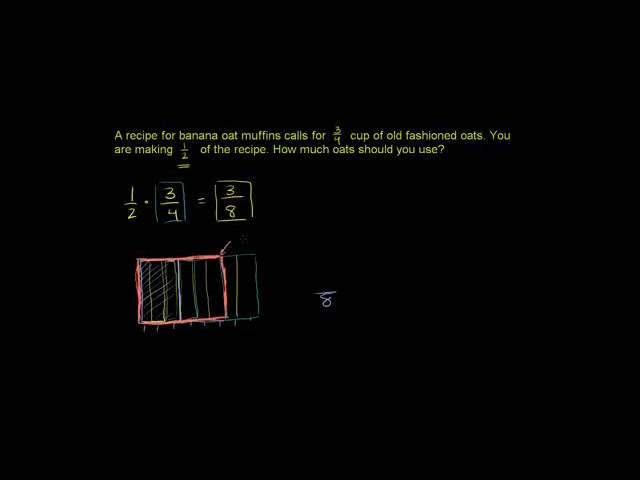 A recipe for banana oat muffins calls for 3/4 cup of old fashioned oats. You
are making 1/2 of the recipe. How much oats should you use?
1/2 · 3/4 = 3/8
/8